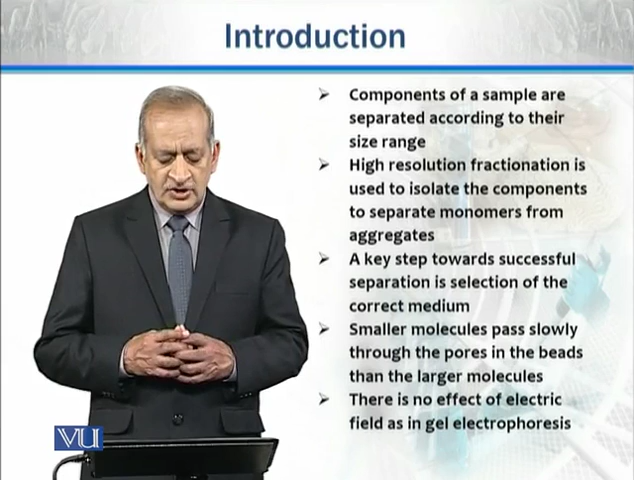 Introduction
➢ Components of a sample are
separated according to their
size range
➢ High resolution fractionation is
used to isolate the components
to separate monomers from
aggregates
➢ A key step towards successful
separation is selection of the
correct medium
➢ Smaller molecules pass slowly
through the pores in the beads
than the larger molecules
➢ There is no effect of electric
field as in gel electrophoresis
VU